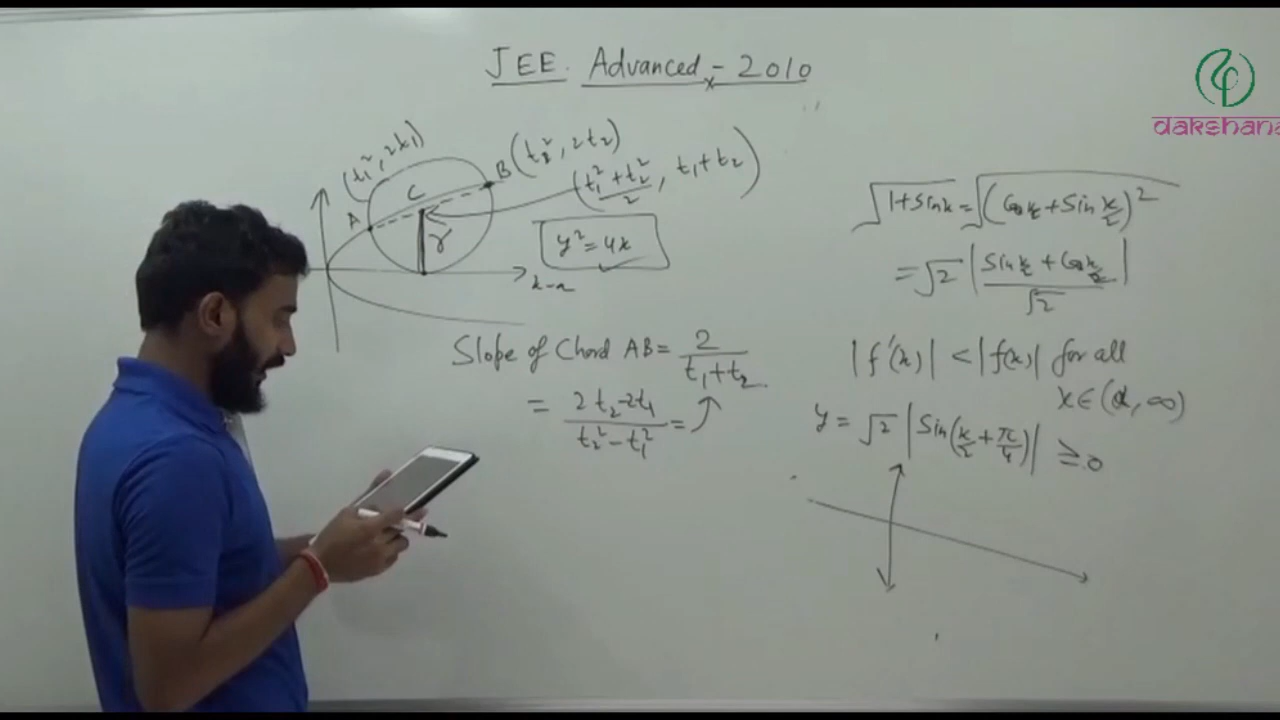 JEE. Advanced - 2010
dakshana
(t₁², 2t₁)
B (t₂², 2t₂)
(t₁² + t₂²/2, t₁ + t₂)
C
A
r
y² = 4x
√1+sinx = √(Cos x/2 + Sin x/2)²
= √2 |Sin x/2 + Cos x/2 / √2|
Slope of Chord AB = 2/t₁+t₂
= 2t₂-2t₁/t₂²-t₁² =
|f'(x)| < |f(x)| for all
x∈(α, ∞)
y = √2 |Sin(x/2 + π/4)| ≥ 0